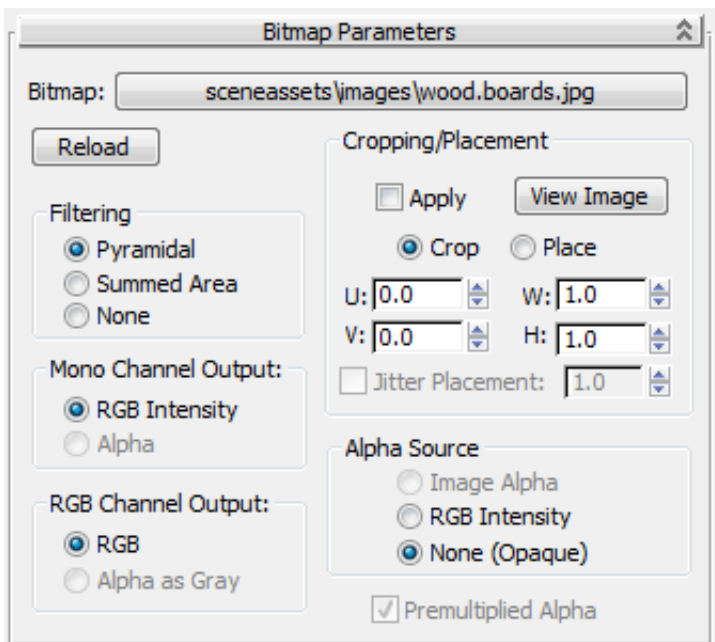 Bitmap Parameters
Bitmap: sceneassets\images\wood.boards.jpg
Reload
Filtering
Pyramidal
Summed Area
None
Mono Channel Output:
RGB Intensity
Alpha
RGB Channel Output:
RGB
Alpha as Gray
Cropping/Placement
Apply View Image
Crop Place
U: 0.0 W: 1.0
V: 0.0 H: 1.0
Jitter Placement: 1.0
Alpha Source
Image Alpha
RGB Intensity
None (Opaque)
Premultiplied Alpha